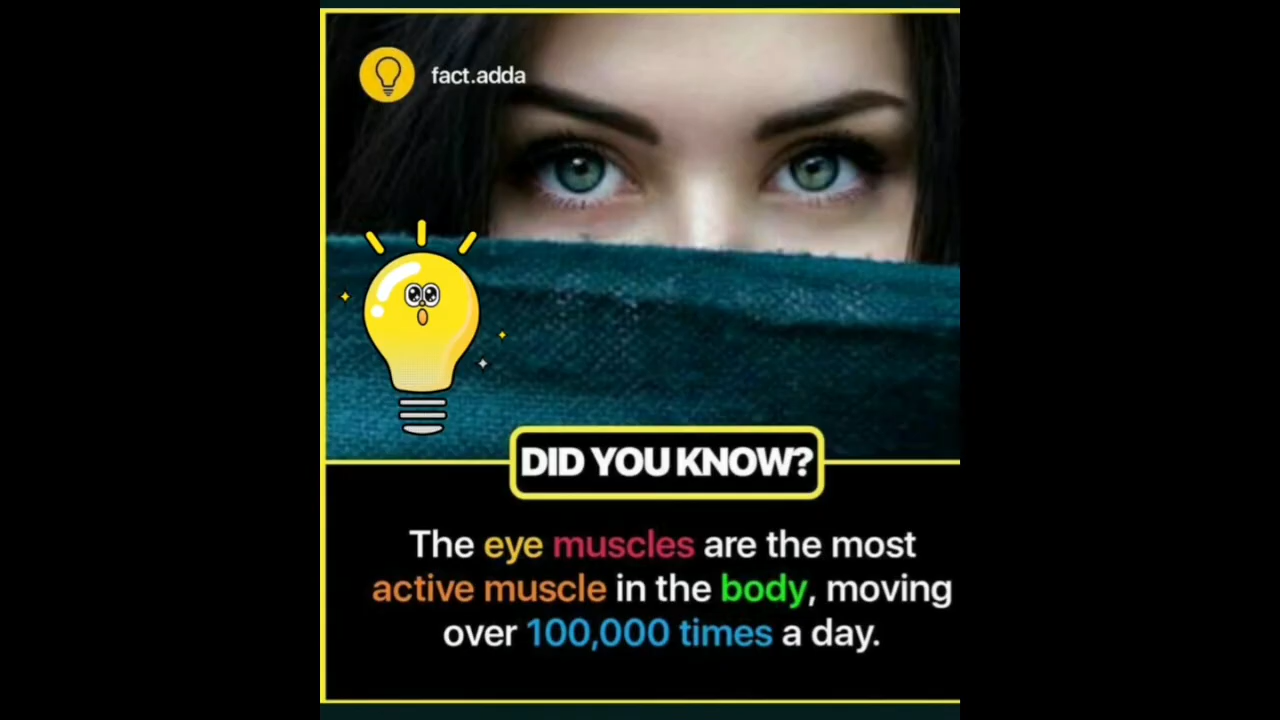 fact.adda
DID YOU KNOW?
The eye muscles are the most
active muscle in the body, moving
over 100,000 times a day.